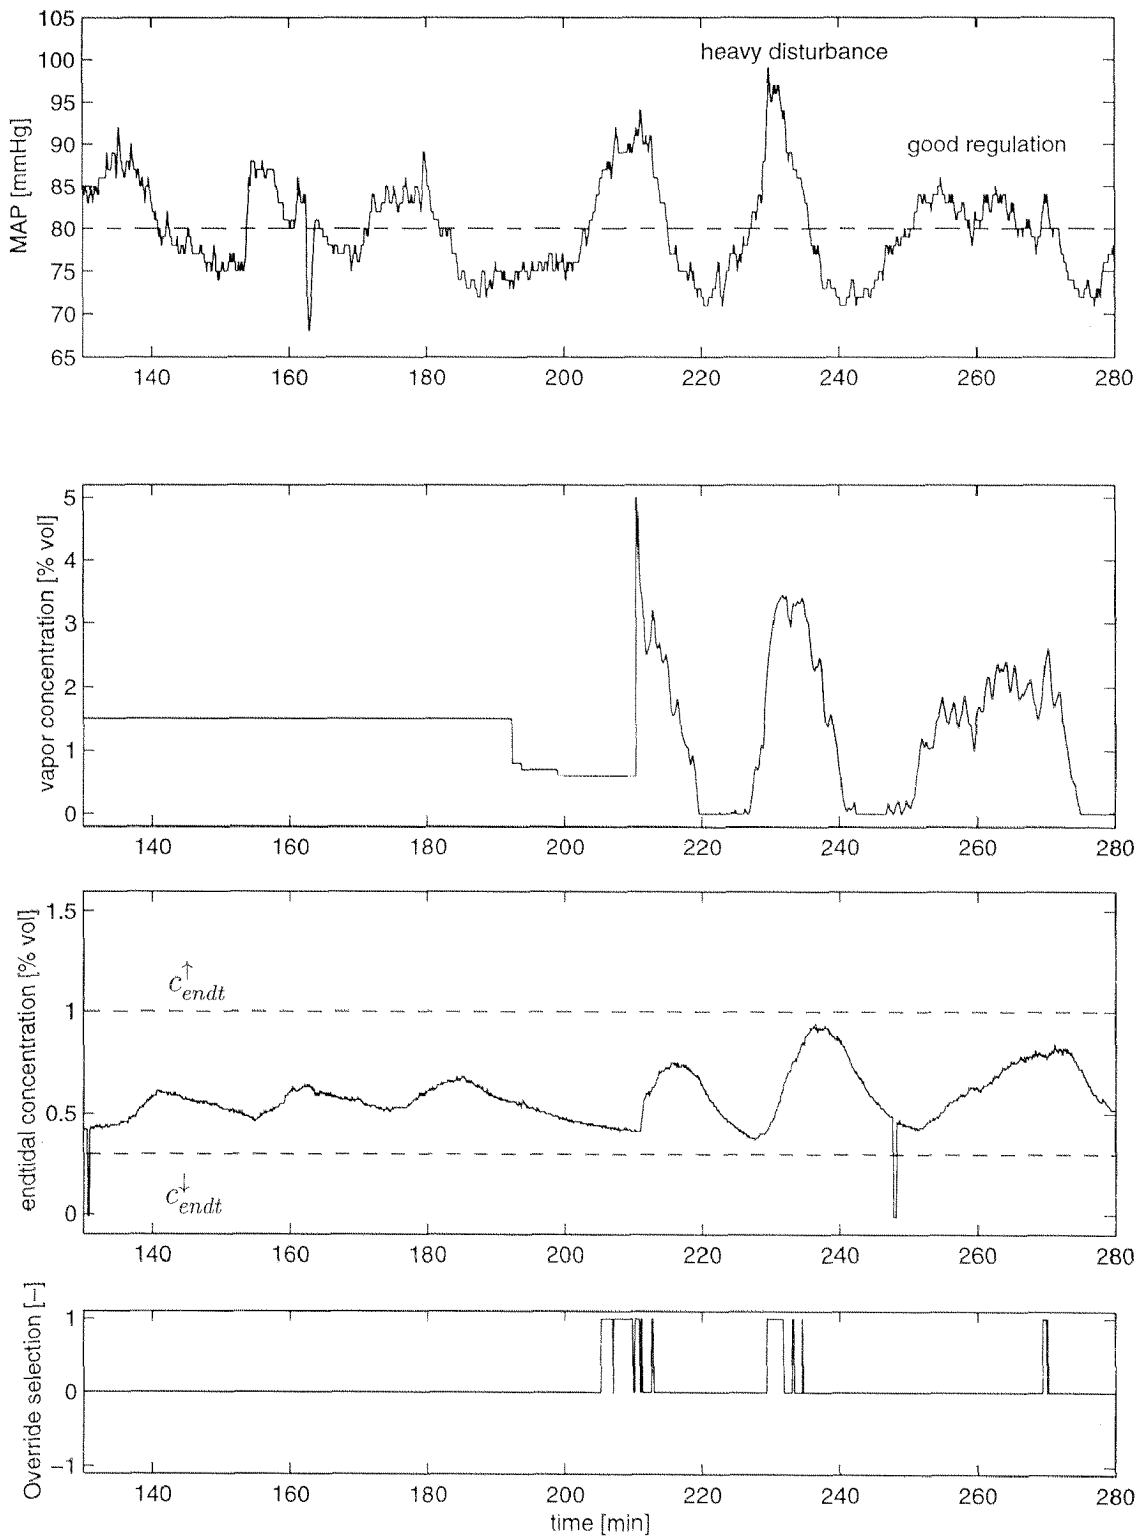 105
100
95
90
85
80
75
70
65
MAP [mmHg]
heavy disturbance
good regulation
140 160 180 200 220 240 260 280
5
4
3
2
1
0
vapor concentration [% vol]
140 160 180 200 220 240 260 280
1.5
1
0.5
0
endtidal concentration [% vol]
c↑endt
c↓endt
140 160 180 200 220 240 260 280
1
0
−1
Override selection [−]
140 160 180 200 220 240 260 280
time [min]